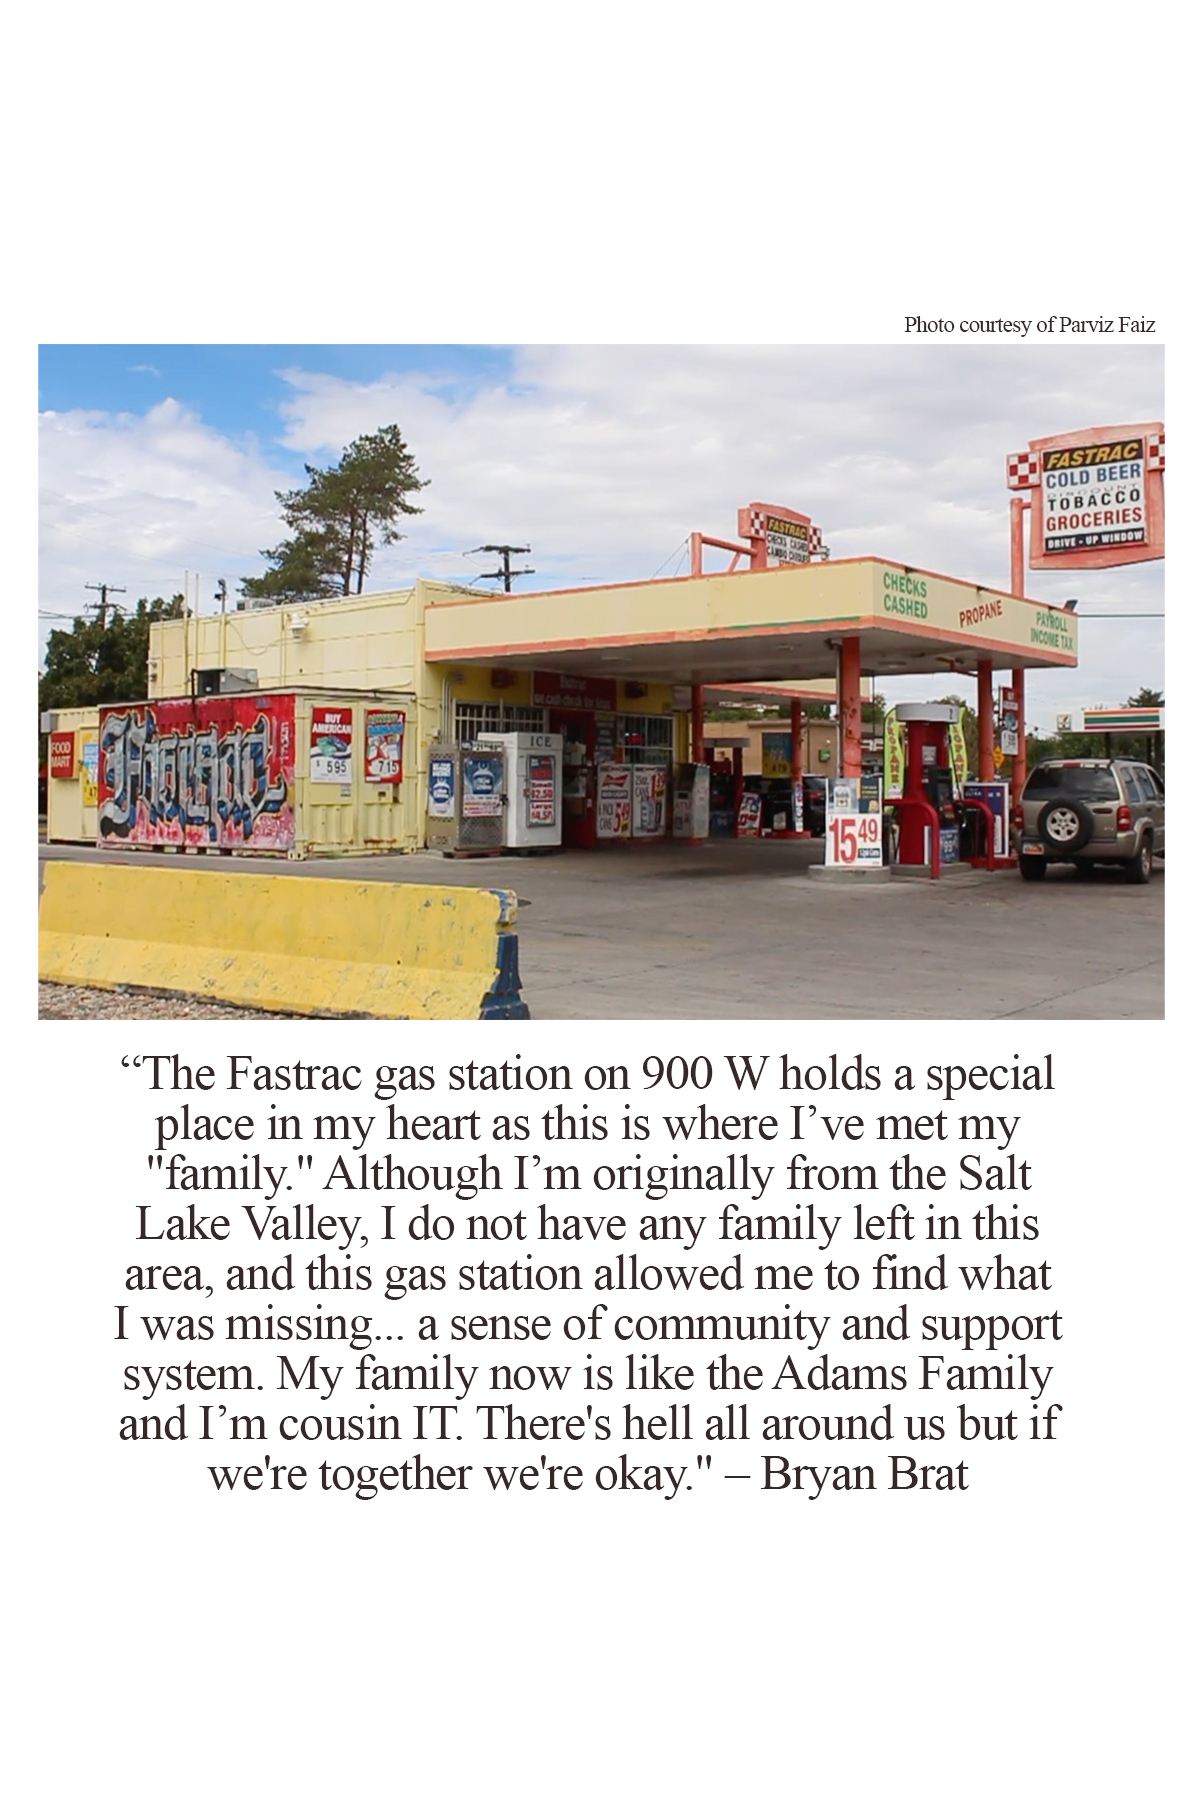 Photo courtesy of Parviz Faiz
FASTRAC
COLD BEER
DISCOUNT
TOBACCO
GROCERIES
DRIVE - UP WINDOW
FASTRAC
CHECKS CASHED
CHECKS
CASHED
PROPANE
PAYROLL
INCOME TAX
FOOD
MART
BUY
AMERICAN
595
715
ICE
1549
“The Fastrac gas station on 900 W holds a special
place in my heart as this is where I’ve met my
"family." Although I’m originally from the Salt
Lake Valley, I do not have any family left in this
area, and this gas station allowed me to find what
I was missing... a sense of community and support
system. My family now is like the Adams Family
and I’m cousin IT. There's hell all around us but if
we're together we're okay." – Bryan Brat